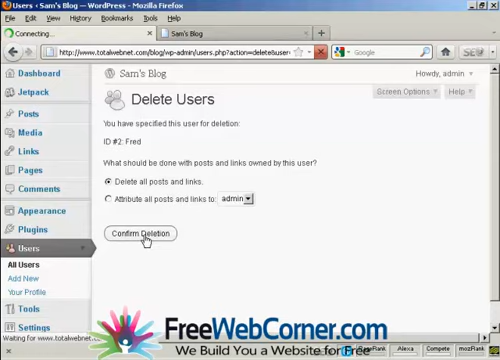 Users ‹ Sam's Blog — WordPress - Mozilla Firefox
File Edit View History Bookmarks Tools Help
Connecting...
Sam's Blog
http://www.totalwebnet.com/blog/wp-admin/users.php?action=delete&user=
Google
Dashboard
Jetpack
Posts
Media
Links
Pages
Comments
Appearance
Plugins
Users
All Users
Add New
Your Profile
Tools
Settings
Sam's Blog
Howdy, admin
Screen Options
Help
Delete Users
You have specified this user for deletion:
ID #2: Fred
What should be done with posts and links owned by this user?
Delete all posts and links.
Attribute all posts and links to: admin
Confirm Deletion
Waiting for www.totalwebnet.
mozRank Alexa Compete mozRank
FreeWebCorner.com
We Build You a Website for Free